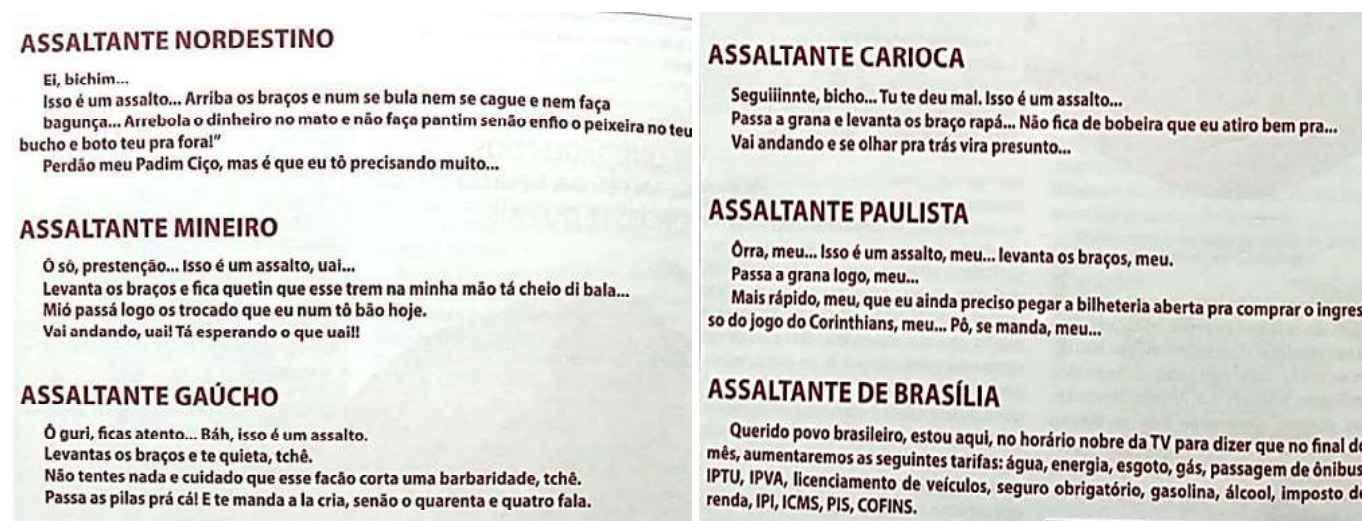 ASSALTANTE NORDESTINO
Ei, bichim...
Isso é um assalto... Arriba os braços e num se bula nem se cague e nem faça
bagunça... Arrebola o dinheiro no mato e não faça pantim senão enfio o peixeira no teu
bucho e boto teu pra fora!”
Perdão meu Padim Ciço, mas é que eu tô precisando muito...
ASSALTANTE MINEIRO
Ô sô, prestenção... Isso é um assalto, uai...
Levanta os braços e fica quetin que esse trem na minha mão tá cheio di bala...
Mió passá logo os trocado que eu num tô bão hoje.
Vai andando, uai! Tá esperando o que uai!!
ASSALTANTE GAÚCHO
Ô guri, ficas atento... Báh, isso é um assalto.
Levantas os braços e te quieta, tchê.
Não tentes nada e cuidado que esse facão corta uma barbaridade, tchê.
Passa as pilas prá cá! E te manda a la cria, senão o quarenta e quatro fala.
ASSALTANTE CARIOCA
Seguiiinnte, bicho... Tu te deu mal. Isso é um assalto...
Passa a grana e levanta os braço rapá... Não fica de bobeira que eu atiro bem pra...
Vai andando e se olhar pra trás vira presunto...
ASSALTANTE PAULISTA
Ôrra, meu... Isso é um assalto, meu... levanta os braços, meu.
Passa a grana logo, meu...
Mais rápido, meu, que eu ainda preciso pegar a bilheteria aberta pra comprar o ingres
so do jogo do Corinthians, meu... Pô, se manda, meu...
ASSALTANTE DE BRASÍLIA
Querido povo brasileiro, estou aqui, no horário nobre da TV para dizer que no final do
mês, aumentaremos as seguintes tarifas: água, energia, esgoto, gás, passagem de ônibus
IPTU, IPVA, licenciamento de veículos, seguro obrigatório, gasolina, álcool, imposto de
renda, IPI, ICMS, PIS, COFINS.